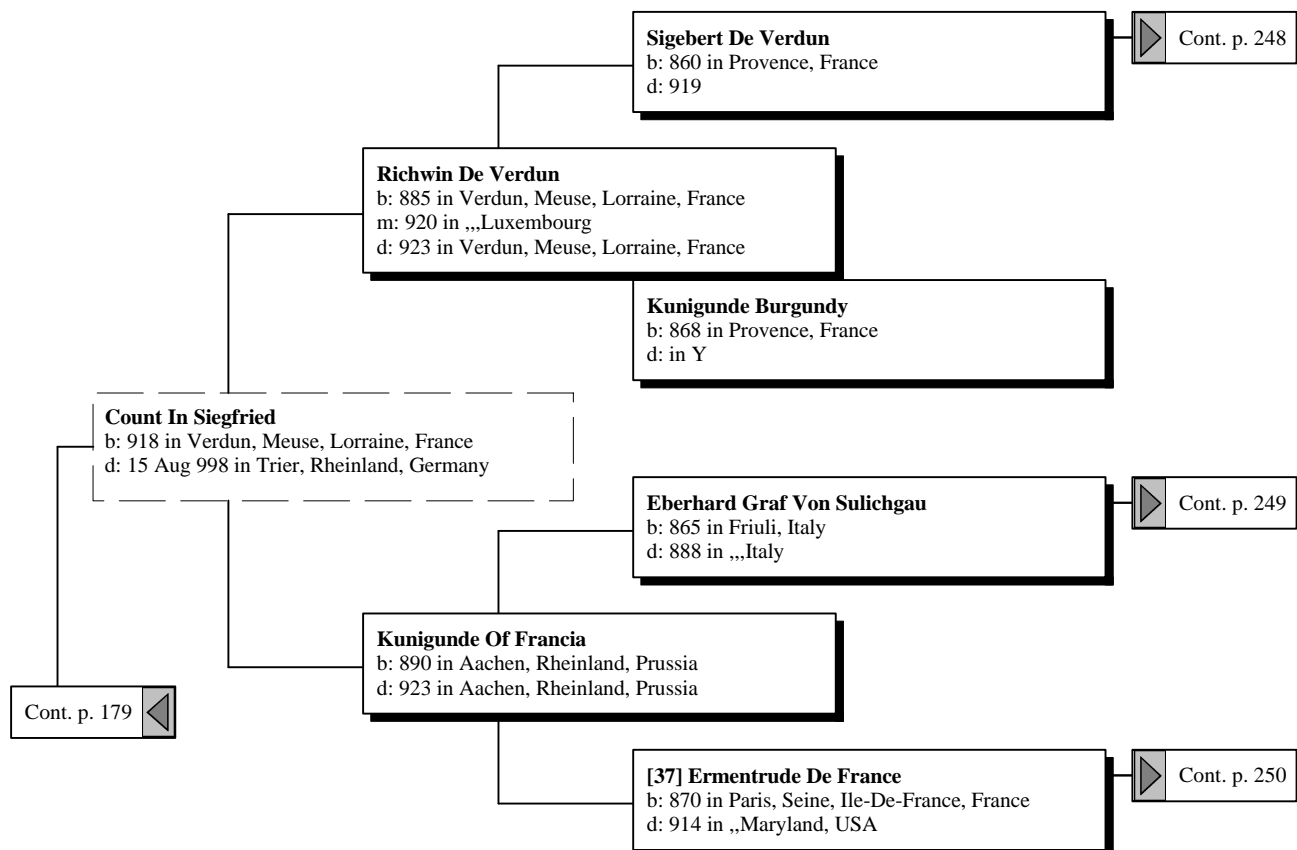 Sigebert De Verdun
b: 860 in Provence, France
d: 919
Cont. p. 248
Richwin De Verdun
b: 885 in Verdun, Meuse, Lorraine, France
m: 920 in ,,,Luxembourg
d: 923 in Verdun, Meuse, Lorraine, France
Kunigunde Burgundy
b: 868 in Provence, France
d: in Y
Count In Siegfried
b: 918 in Verdun, Meuse, Lorraine, France
d: 15 Aug 998 in Trier, Rheinland, Germany
Eberhard Graf Von Sulichgau
b: 865 in Friuli, Italy
d: 888 in ,,,Italy
Cont. p. 249
Kunigunde Of Francia
b: 890 in Aachen, Rheinland, Prussia
d: 923 in Aachen, Rheinland, Prussia
Cont. p. 179
[37] Ermentrude De France
b: 870 in Paris, Seine, Ile-De-France, France
d: 914 in ,,Maryland, USA
Cont. p. 250